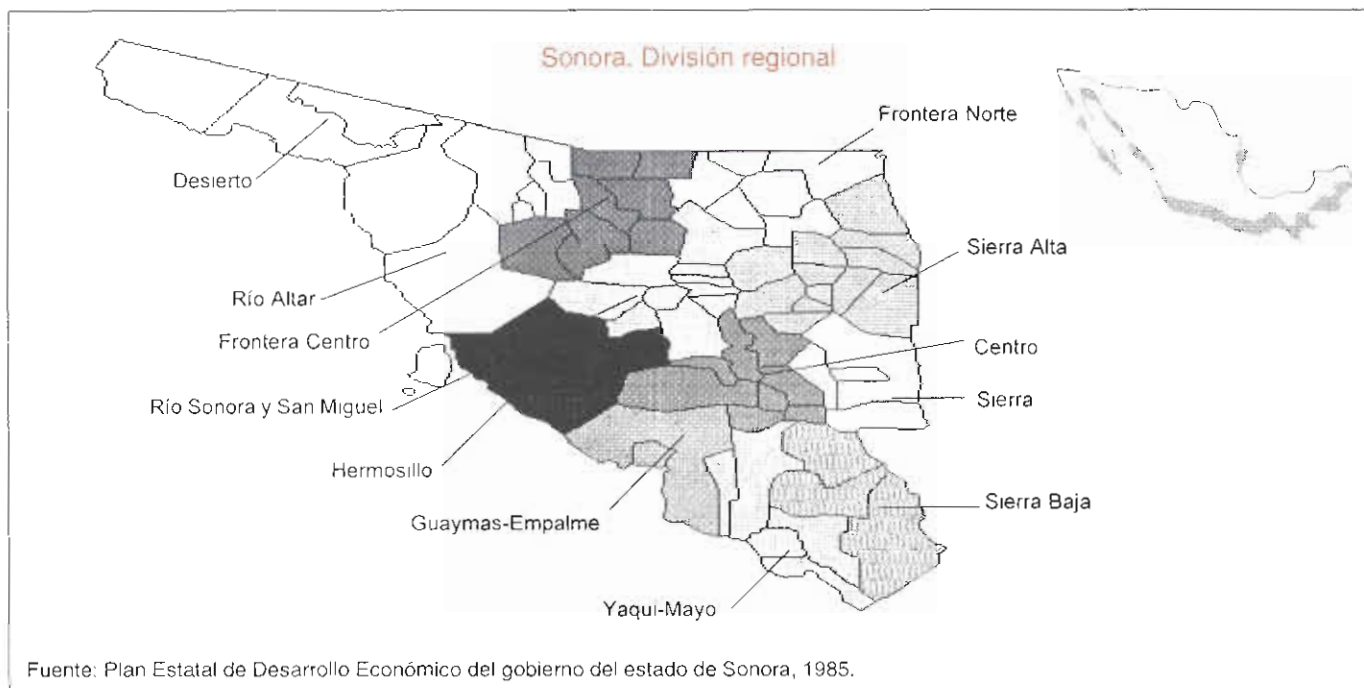 Sonora. División regional
Frontera Norte
Desierto
Sierra Alta
Río Altar
Frontera Centro
Centro
Río Sonora y San Miguel
Sierra
Hermosillo
Sierra Baja
Guaymas-Empalme
Yaqui-Mayo
Fuente: Plan Estatal de Desarrollo Económico del gobierno del estado de Sonora, 1985.